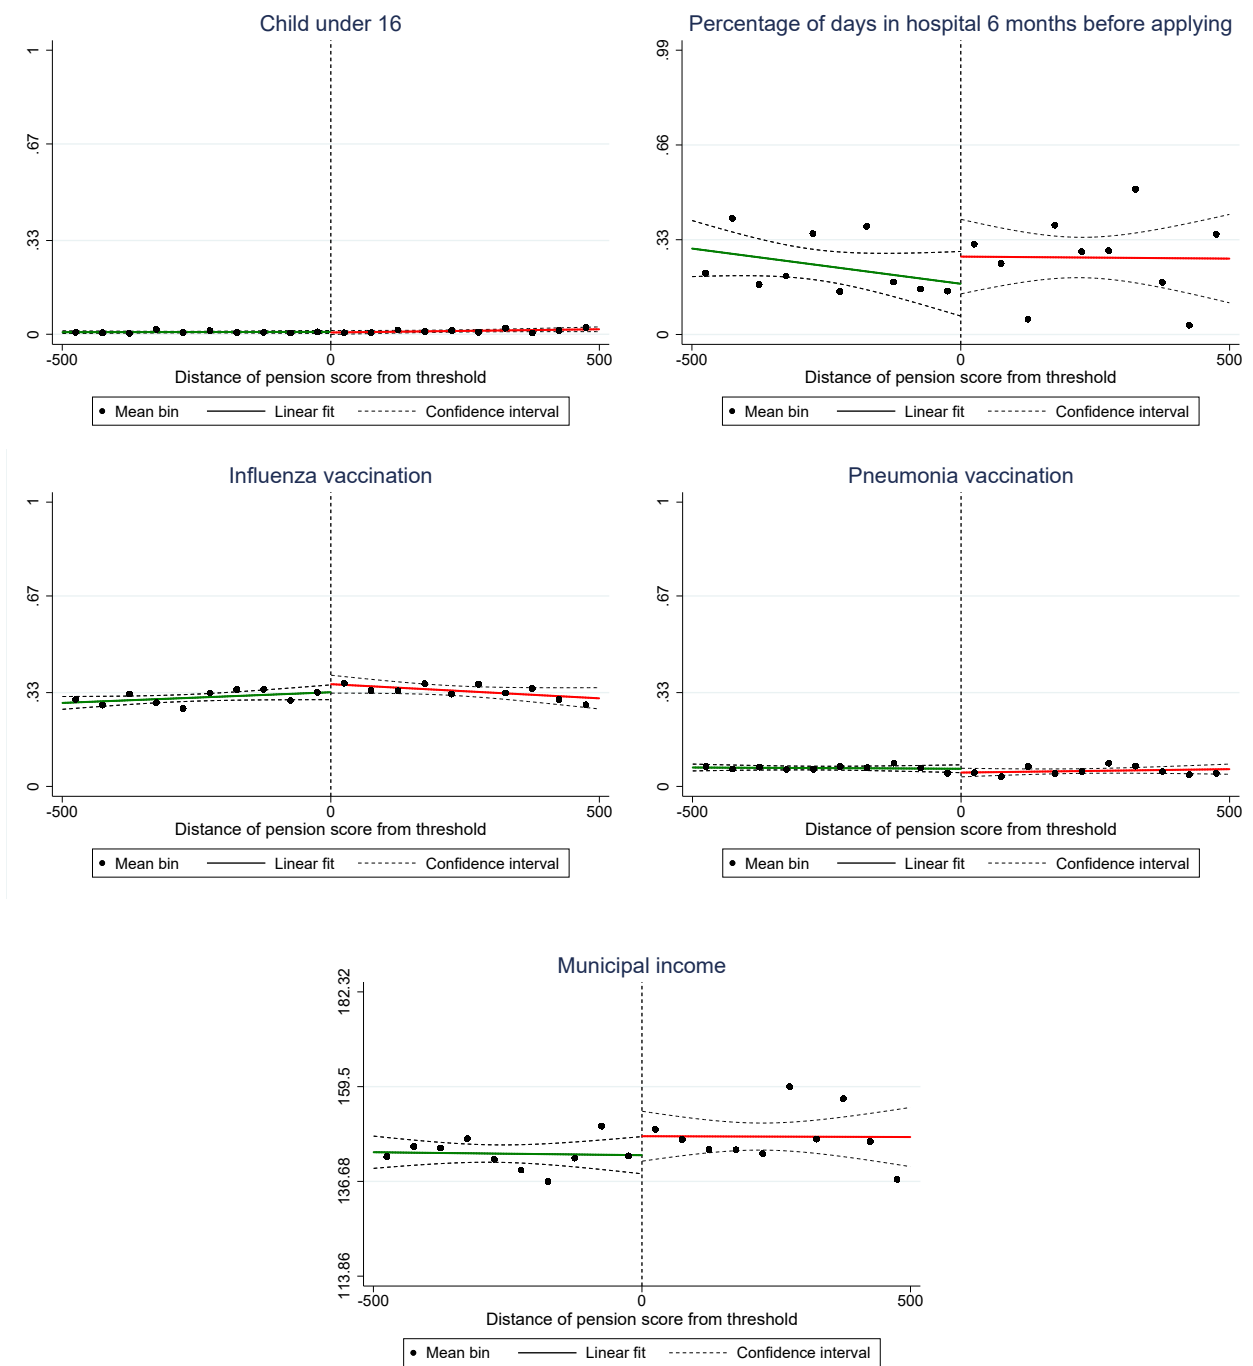 Child under 16
1
.67
.33
0
-500
0
500
Distance of pension score from threshold
Mean bin
Linear fit
Confidence interval
Percentage of days in hospital 6 months before applying
.99
.66
.33
0
-500
0
500
Distance of pension score from threshold
Mean bin
Linear fit
Confidence interval
Influenza vaccination
1
.67
.33
0
-500
0
500
Distance of pension score from threshold
Mean bin
Linear fit
Confidence interval
Pneumonia vaccination
1
.67
.33
0
-500
0
500
Distance of pension score from threshold
Mean bin
Linear fit
Confidence interval
Municipal income
182.32
159.5
136.68
113.86
-500
0
500
Distance of pension score from threshold
Mean bin
Linear fit
Confidence interval